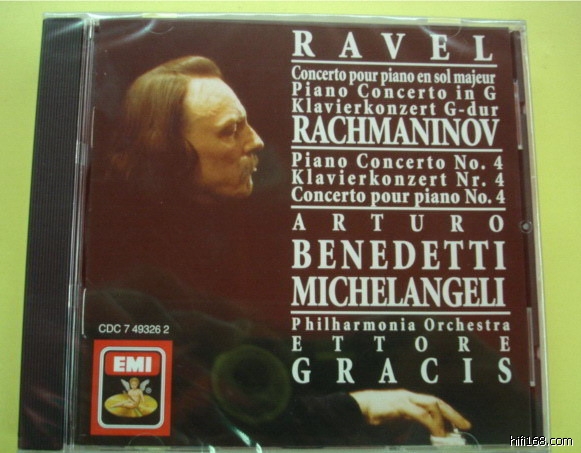 RAVEL
Concerto pour piano en sol majeur
Piano Concerto in G
Klavierkonzert G-dur
RACHMANINOV
Piano Concerto No. 4
Klavierkonzert Nr. 4
Concerto pour piano No. 4
ARTURO
BENEDETTI
MICHELANGELI
Philharmonia Orchestra
ETTORE
GRACIS
CDC 7 49326 2
EMI
hifi168.com